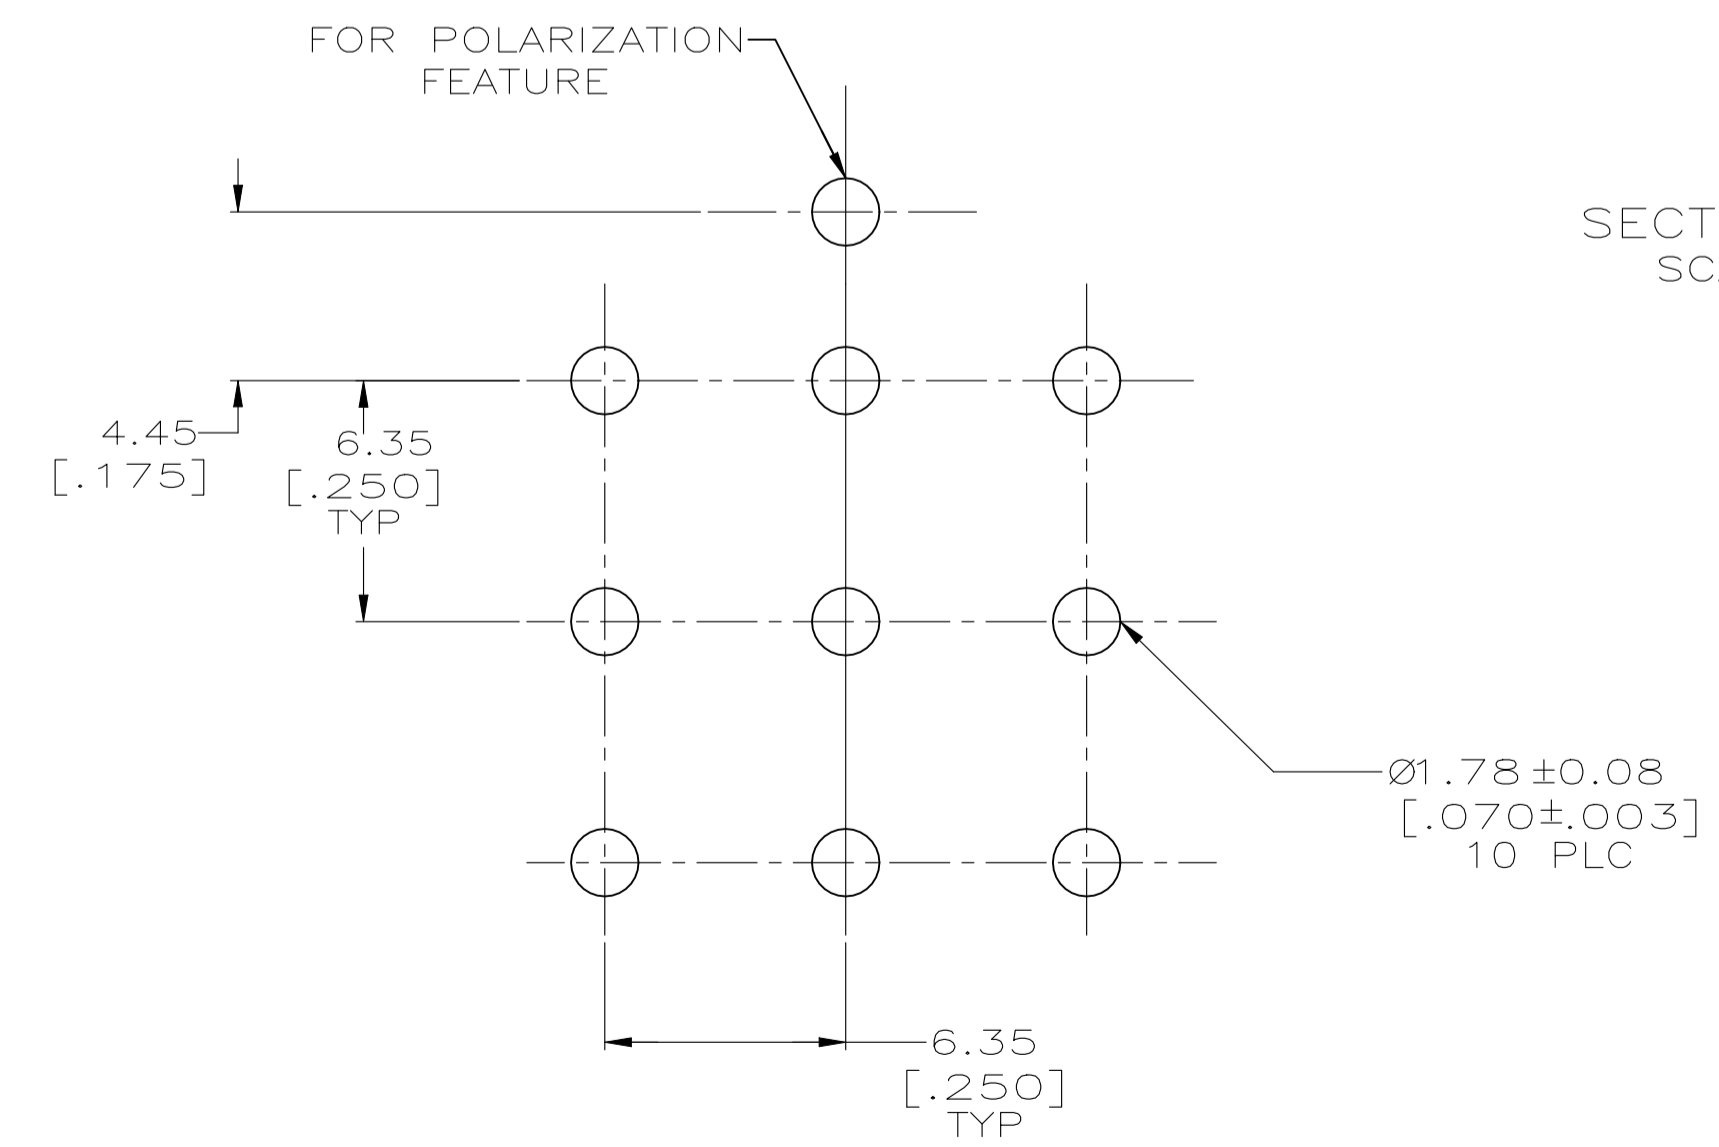 FOR POLARIZATION
FEATURE
SECT
SC
4.45
[.175]
6.35
[.250]
TYP
Ø1.78±0.08
[.070±.003]
10 PLC
6.35
[.250]
TYP